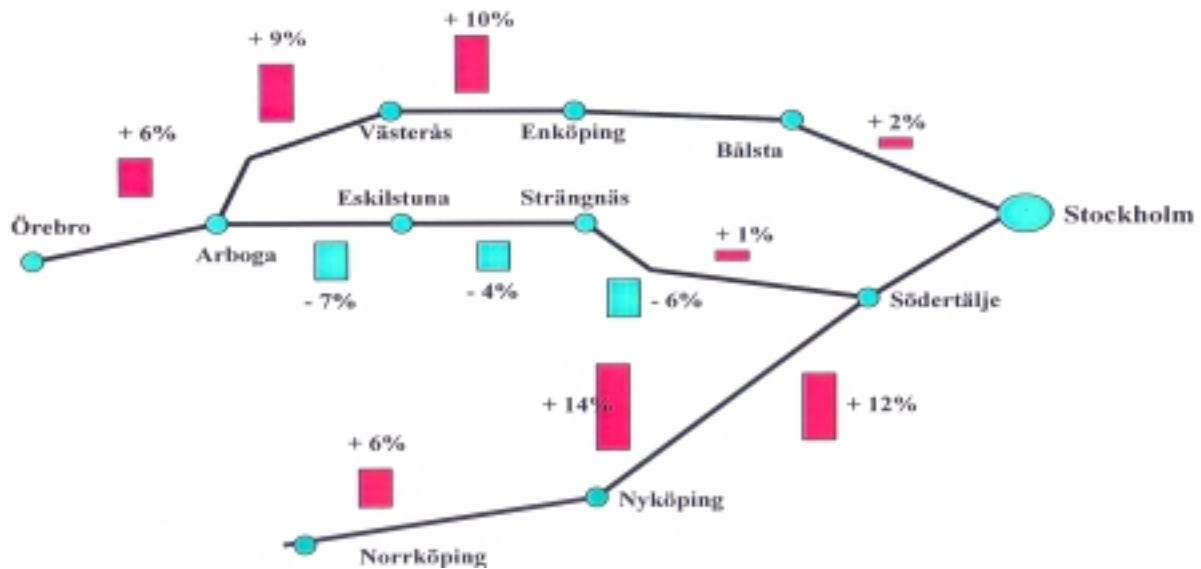 + 10%
+ 9%
+ 6%
+ 2%
Västerås
Enköping
Bålsta
Eskilstuna
Strängnäs
Örebro
Stockholm
Arboga
+ 1%
- 7%
- 4%
- 6%
Södertälje
+ 14%
+ 12%
+ 6%
Nyköping
Norrköping